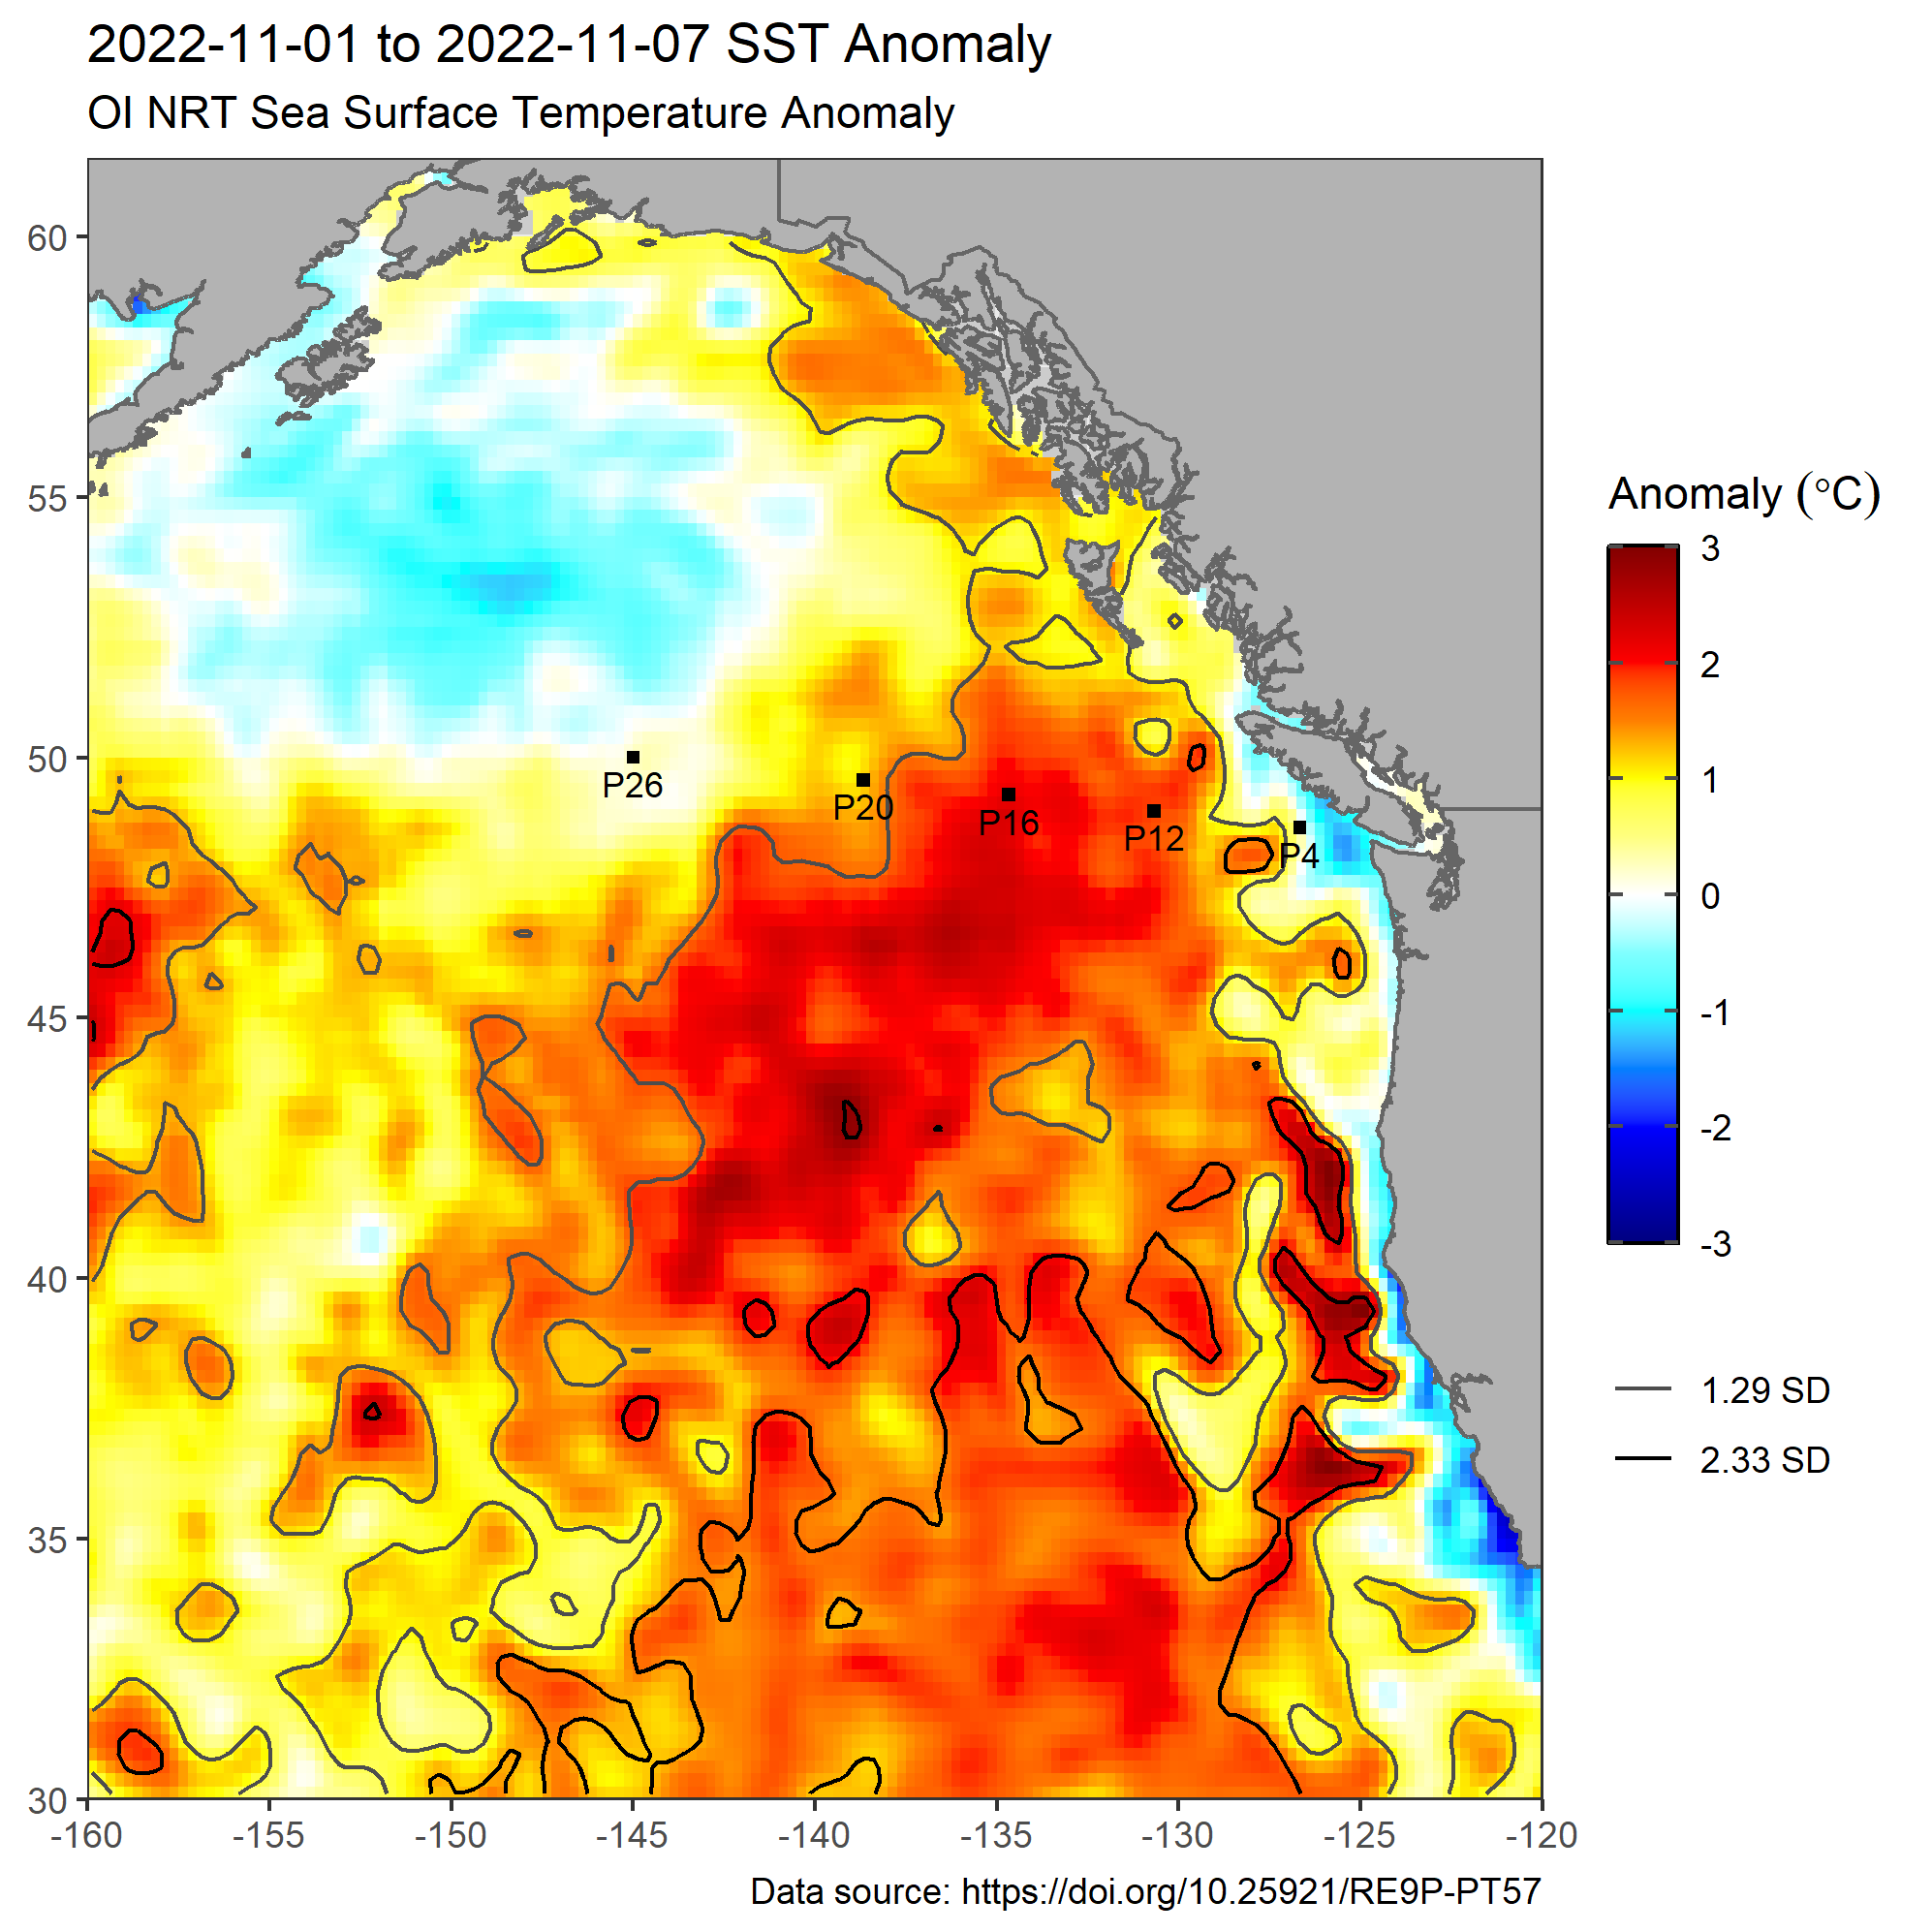 2022-11-01 to 2022-11-07 SST Anomaly
OI NRT Sea Surface Temperature Anomaly
60
55
50
45
40
35
30
-160
-155
-150
-145
-140
-135
-130
-125
-120
P26
P20
P16
P12
P4
Anomaly (°C)
3
2
1
0
-1
-2
-3
1.29 SD
2.33 SD
Data source: https://doi.org/10.25921/RE9P-PT57